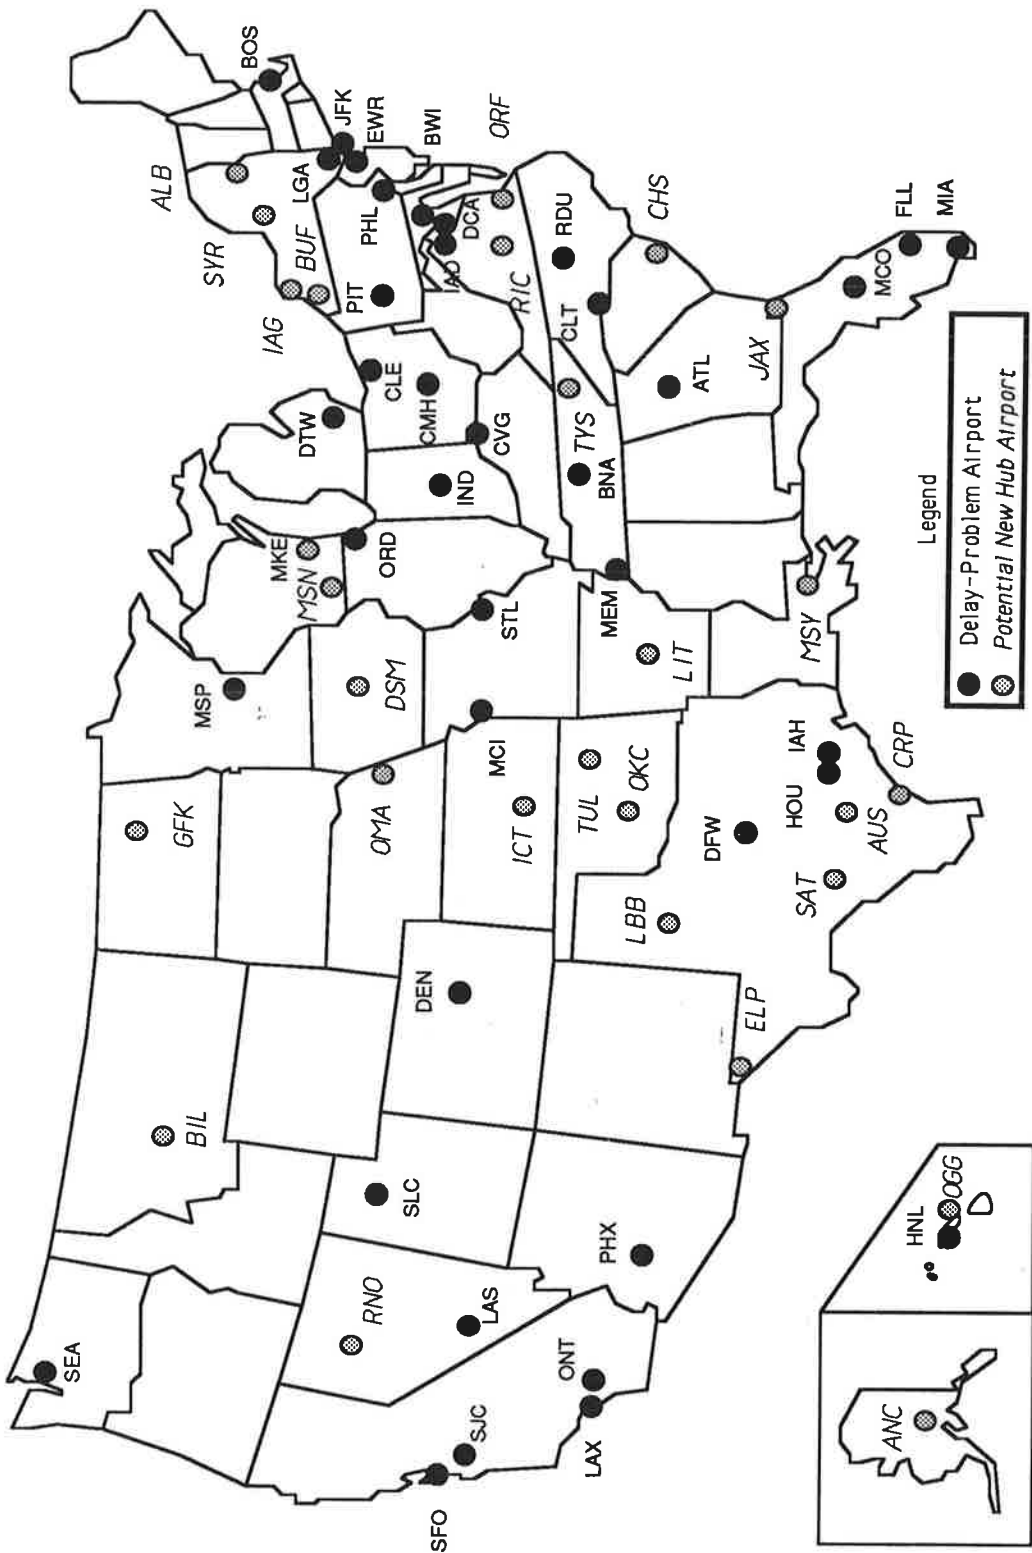 SEA
SFO
SJC
LAX
ONT
RNO
LAS
PHX
SLC
BIL
DEN
ELP
GFK
OMA
ICT
MCI
TUL
OKC
LBB
DFW
SAT
AUS
HOU
IAH
CRP
MSP
DSM
STL
MEM
LIT
MSY
MKE
MSN
ORD
IND
DTW
CLE
CMH
CVG
BNA
TYS
ATL
JAX
MCO
FLL
MIA
CHS
CLT
RDU
RIC
ORF
IAD
DCA
BWI
PIT
PHL
IAG
BUF
SYR
ALB
LGA
JFK
EWR
BOS
ANC
HNL
OGG
Legend
Delay-Problem Airport
Potential New Hub Airport